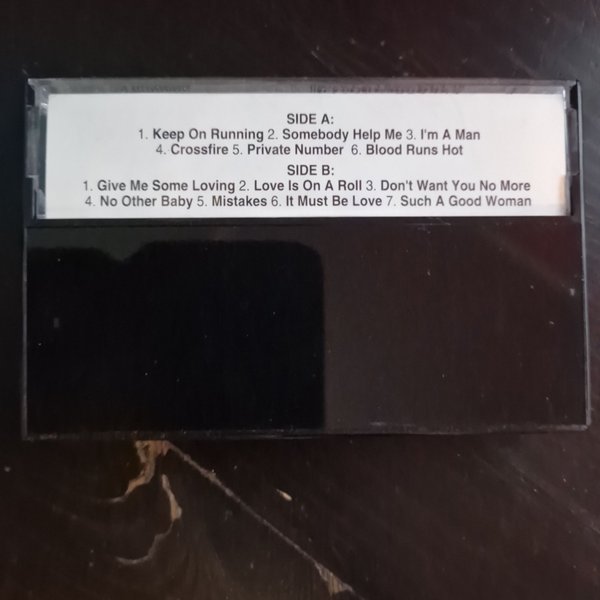 SIDE A:
1. Keep On Running 2. Somebody Help Me 3. I'm A Man
4. Crossfire 5. Private Number 6. Blood Runs Hot
SIDE B:
1. Give Me Some Loving 2. Love Is On A Roll 3. Don't Want You No More
4. No Other Baby 5. Mistakes 6. It Must Be Love 7. Such A Good Woman